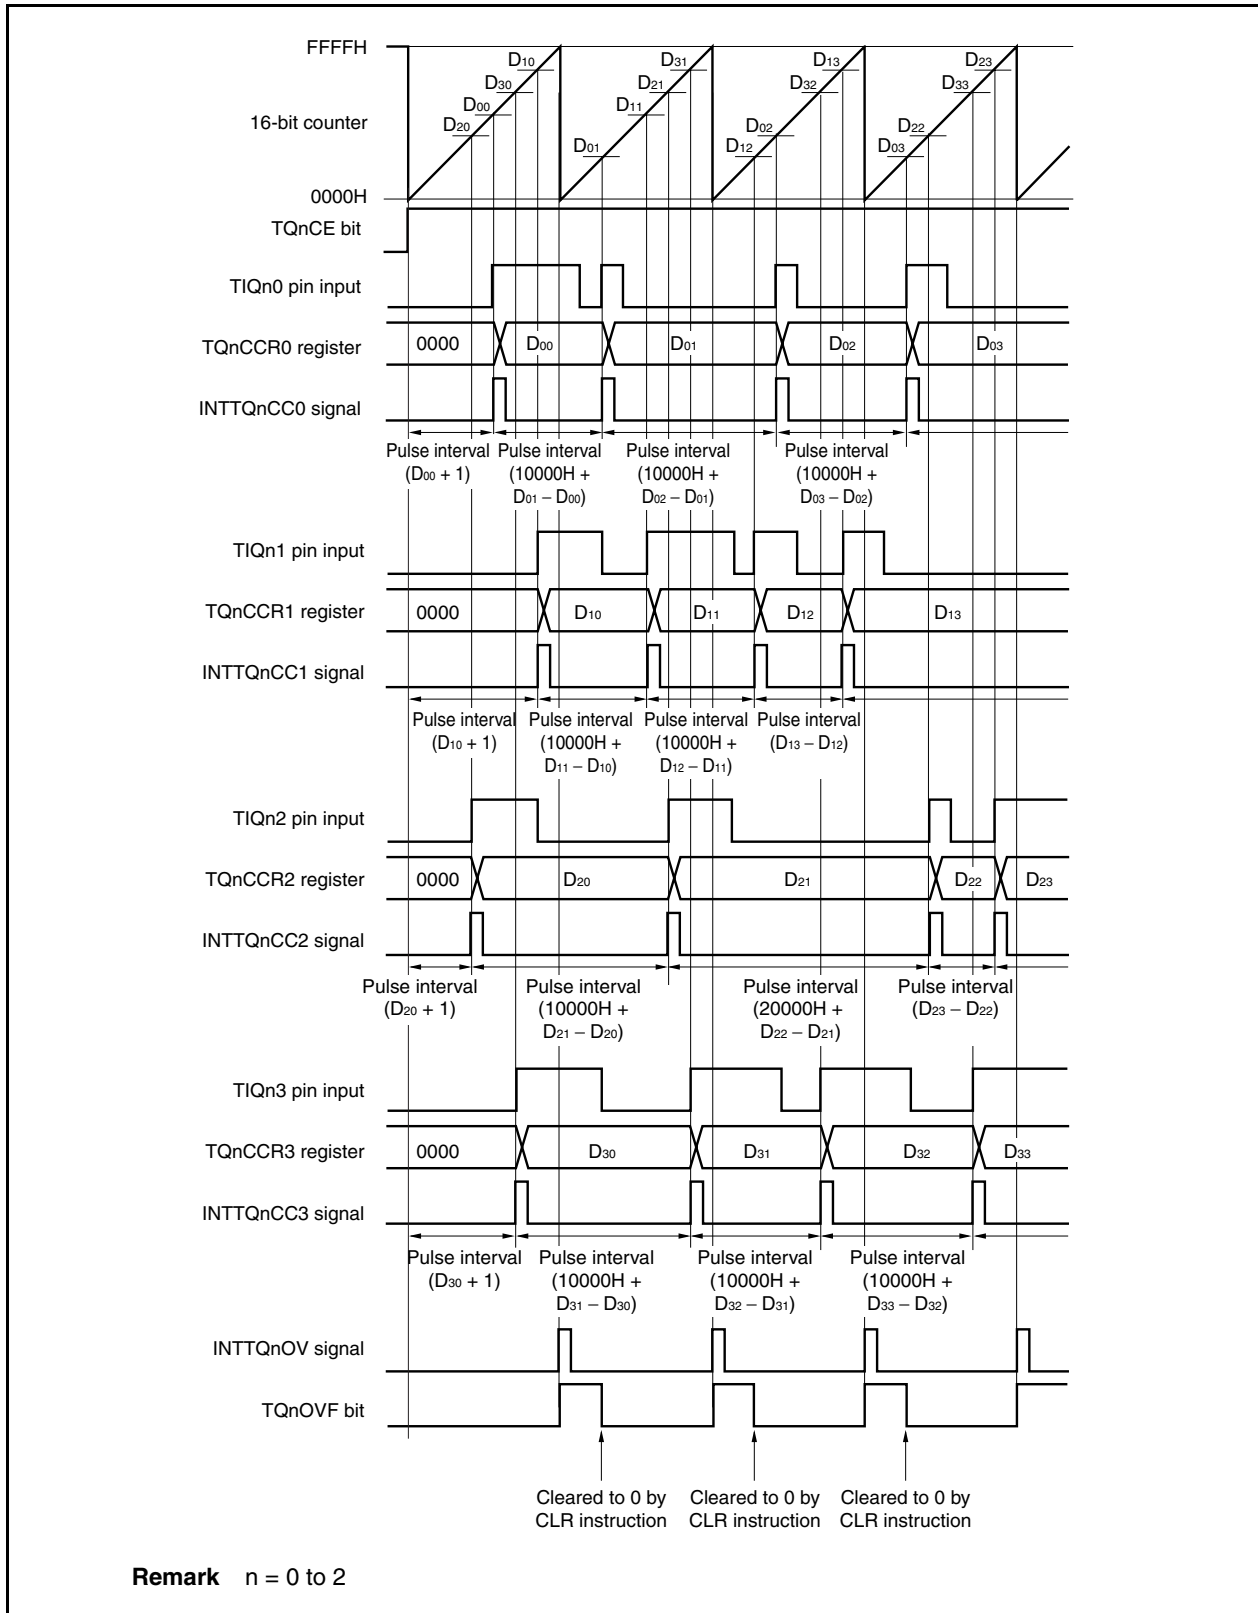 FFFFH
D10
D31
D13
D23
D30
D21
D32
D33
D00
D11
16-bit counter
D20
D02
D22
D01
D12
D03
0000H
TQnCE bit
TIQn0 pin input
TQnCCR0 register
0000
D00
D01
D02
D03
INTTQnCC0 signal
Pulse interval
(D00 + 1)
Pulse interval
(10000H +
D01 – D00)
Pulse interval
(10000H +
D02 – D01)
Pulse interval
(10000H +
D03 – D02)
TIQn1 pin input
TQnCCR1 register
0000
D10
D11
D12
D13
INTTQnCC1 signal
Pulse interval
(D10 + 1)
Pulse interval
(10000H +
D11 – D10)
Pulse interval
(10000H +
D12 – D11)
Pulse interval
(D13 – D12)
TIQn2 pin input
TQnCCR2 register
0000
D20
D21
D22
D23
INTTQnCC2 signal
Pulse interval
(D20 + 1)
Pulse interval
(10000H +
D21 – D20)
Pulse interval
(20000H +
D22 – D21)
Pulse interval
(D23 – D22)
TIQn3 pin input
TQnCCR3 register
0000
D30
D31
D32
D33
INTTQnCC3 signal
Pulse interval
(D30 + 1)
Pulse interval
(10000H +
D31 – D30)
Pulse interval
(10000H +
D32 – D31)
Pulse interval
(10000H +
D33 – D32)
INTTQnOV signal
TQnOVF bit
Cleared to 0 by
CLR instruction
Cleared to 0 by
CLR instruction
Cleared to 0 by
CLR instruction
Remark n = 0 to 2